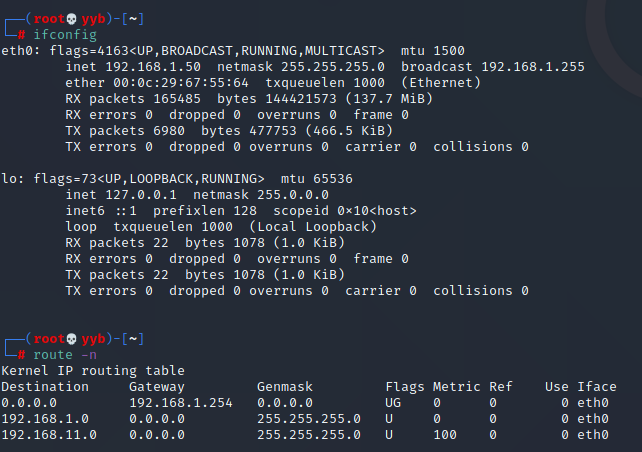 ┌──(root💀yyb)-[~]
└─# ifconfig
eth0: flags=4163<UP,BROADCAST,RUNNING,MULTICAST>  mtu 1500
        inet 192.168.1.50  netmask 255.255.255.0  broadcast 192.168.1.255
        ether 00:0c:29:67:55:64  txqueuelen 1000  (Ethernet)
        RX packets 165485  bytes 144421573 (137.7 MiB)
        RX errors 0  dropped 0  overruns 0  frame 0
        TX packets 6980  bytes 477753 (466.5 KiB)
        TX errors 0  dropped 0 overruns 0  carrier 0  collisions 0
lo: flags=73<UP,LOOPBACK,RUNNING>  mtu 65536
        inet 127.0.0.1  netmask 255.0.0.0
        inet6 ::1  prefixlen 128  scopeid 0×10<host>
        loop  txqueuelen 1000  (Local Loopback)
        RX packets 22  bytes 1078 (1.0 KiB)
        RX errors 0  dropped 0  overruns 0  frame 0
        TX packets 22  bytes 1078 (1.0 KiB)
        TX errors 0  dropped 0 overruns 0  carrier 0  collisions 0
┌──(root💀yyb)-[~]
└─# route -n
Kernel IP routing table
Destination     Gateway         Genmask         Flags Metric Ref    Use Iface
0.0.0.0         192.168.1.254   0.0.0.0         UG    0      0        0 eth0
192.168.1.0     0.0.0.0         255.255.255.0   U     0      0        0 eth0
192.168.11.0    0.0.0.0         255.255.255.0   U     100    0        0 eth0